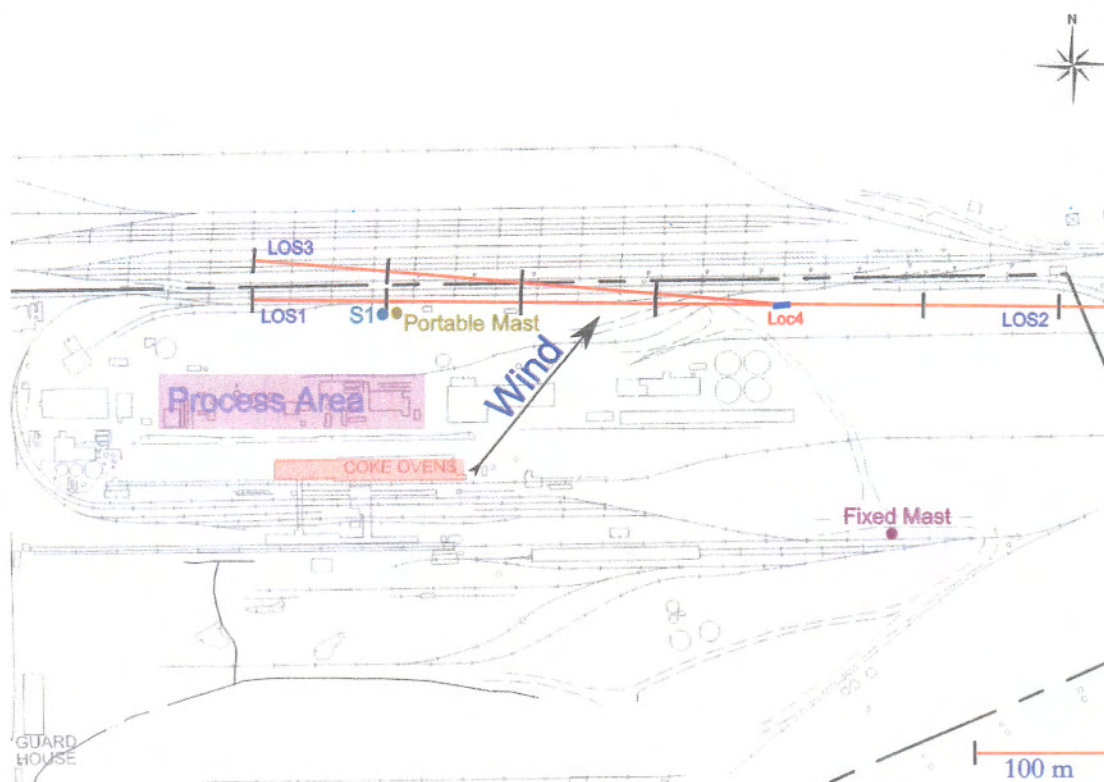 N
LOS3
LOS1
S1
Portable Mast
Loc4
LOS2
Wind
Process Area
COKE OVENS
Fixed Mast
GUARD
HOUSE
100 m